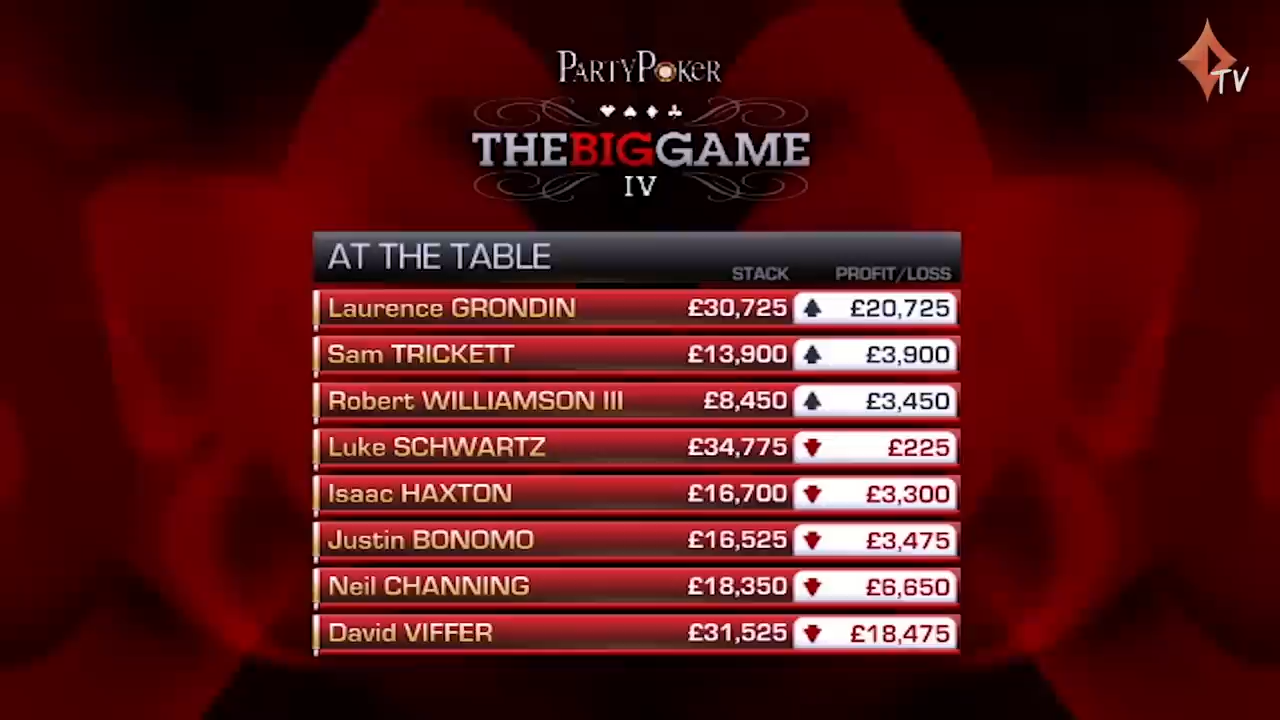 PARTYPOKER
TV
THEBIGGAME
IV
AT THE TABLE STACK PROFIT/LOSS
Laurence GRONDIN £30,725 £20,725
Sam TRICKETT £13,900 £3,900
Robert WILLIAMSON III £8,450 £3,450
Luke SCHWARTZ £34,775 £225
Isaac HAXTON £16,700 £3,300
Justin BONOMO £16,525 £3,475
Neil CHANNING £18,350 £6,650
David VIFFER £31,525 £18,475